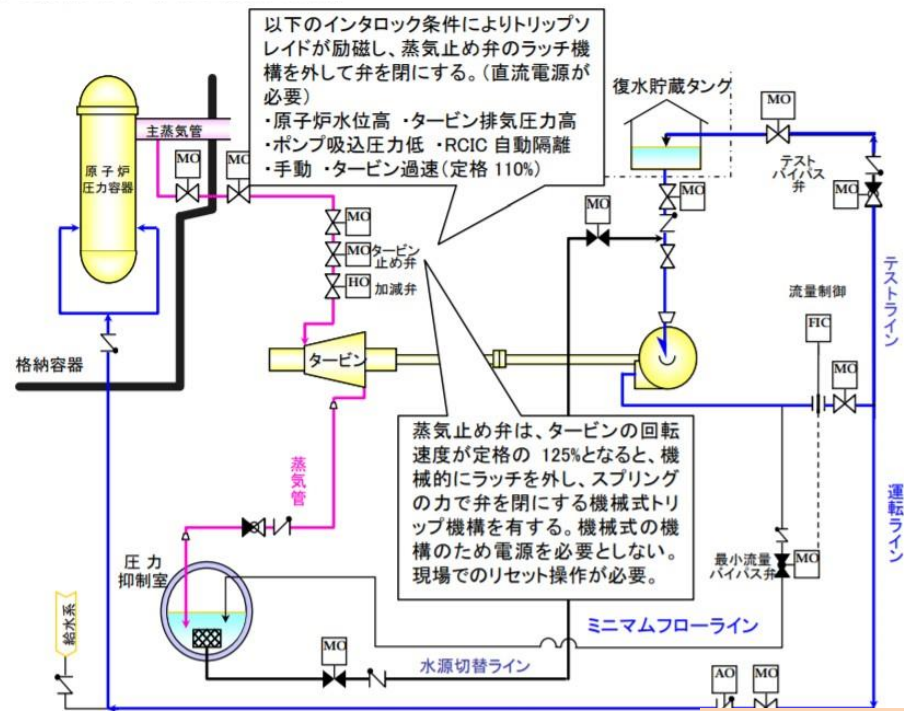 以下のインタロック条件によりトリップソ
レイドが励磁し、蒸気止め弁のラッチ機
構を外して弁を閉にする。(直流電源が
必要)
・原子炉水位高 ・タービン排気圧力高
・ポンプ吸込圧力低 ・RCIC 自動隔離
・手動 ・タービン過速(定格 110%)
復水貯蔵タンク
MO
主蒸気管
原子炉
圧力容器
MO
MO
テスト
バイパス
弁
MO
MO
MO
MO
MO
タービン
止め弁
HO
加減弁
テストライン
流量制御
FIC
格納容器
タービン
MO
蒸気止め弁は、タービンの回転
速度が定格の 125%となると、機
械的にラッチを外し、スプリング
の力で弁を閉にする機械式トリ
ップ機構を有する。機械式の機
構のため電源を必要としない。
現場でのリセット操作が必要。
蒸気管
運転ライン
圧力
抑制室
最小流量
バイパス弁
MO
給水系
ミニマムフローライン
MO
水源切替ライン
AO
MO